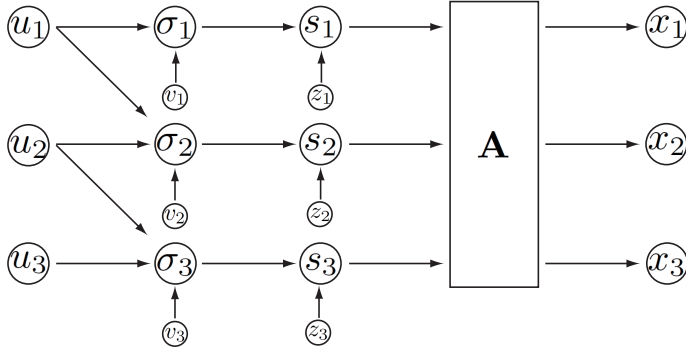 u₁ σ₁ s₁ x₁
v₁ z₁
u₂ σ₂ s₂ A x₂
v₂ z₂
u₃ σ₃ s₃ x₃
v₃ z₃